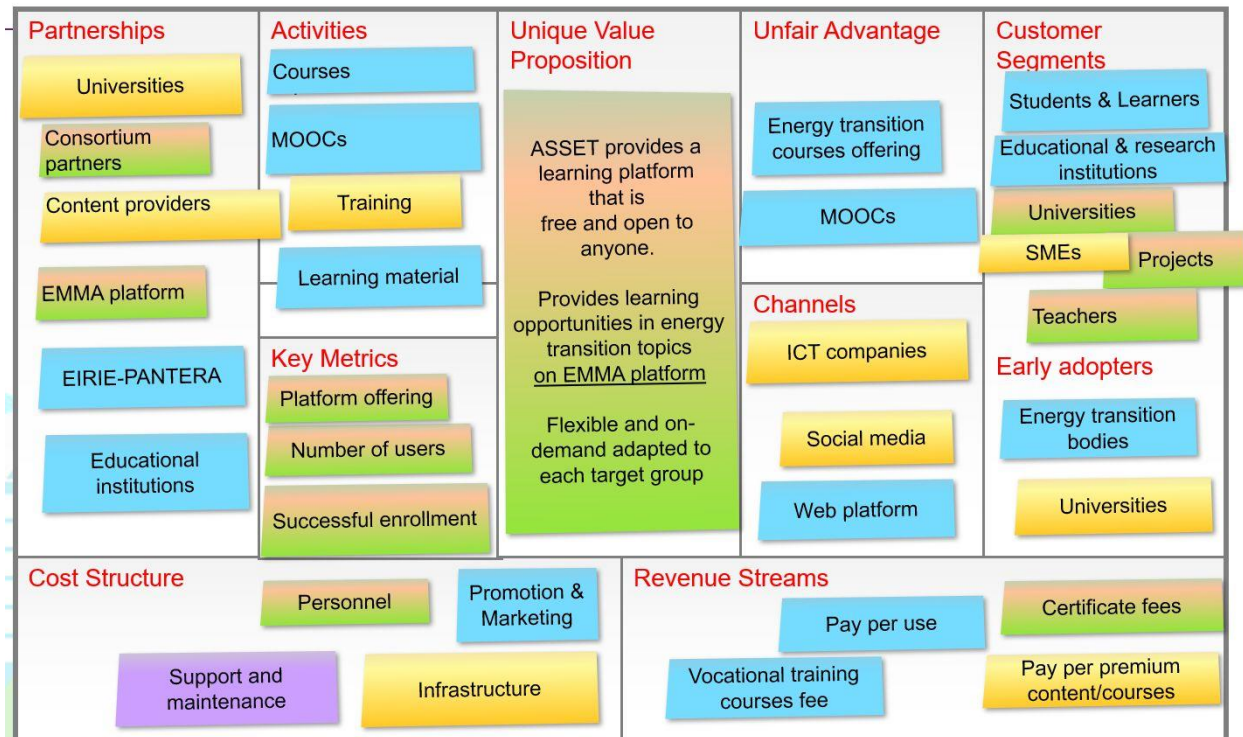 Partnerships
Universities
Consortium
partners
Content providers
EMMA platform
EIRIE-PANTERA
Educational
institutions
Activities
Courses
MOOCs
Training
Learning material
Key Metrics
Platform offering
Number of users
Successful enrollment
Unique Value
Proposition
ASSET provides a
learning platform
that is
free and open to
anyone.
Provides learning
opportunities in energy
transition topics
on EMMA platform
Flexible and on-
demand adapted to
each target group
Unfair Advantage
Energy transition
courses offering
MOOCs
Channels
ICT companies
Social media
Web platform
Customer
Segments
Students & Learners
Educational & research
institutions
Universities
SMEs
Projects
Teachers
Early adopters
Energy transition
bodies
Universities
Cost Structure
Personnel
Promotion &
Marketing
Support and
maintenance
Infrastructure
Revenue Streams
Pay per use
Certificate fees
Vocational training
courses fee
Pay per premium
content/courses